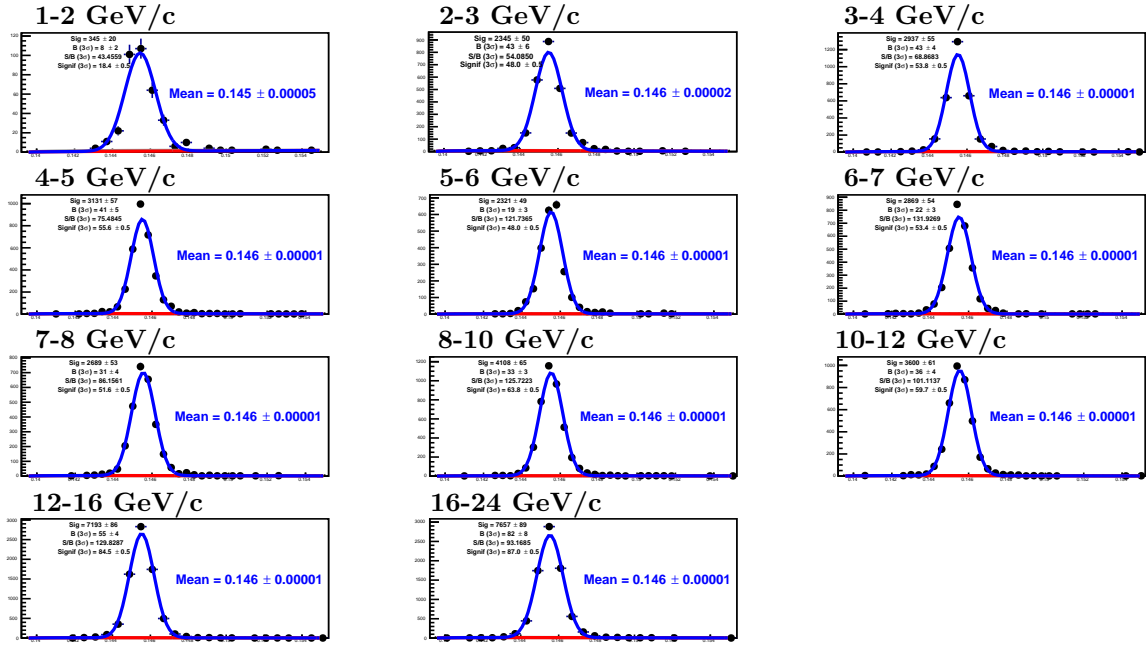 1-2 GeV/c
Sig = 345 ± 20
B (3σ) = 8 ± 2
S/B (3σ) = 43.4559
Signif (3σ) = 18.4 ± 0.5
Mean = 0.145 ± 0.00005
2-3 GeV/c
Sig = 2345 ± 50
B (3σ) = 43 ± 6
S/B (3σ) = 54.0850
Signif (3σ) = 48.0 ± 0.5
Mean = 0.146 ± 0.00002
3-4 GeV/c
Sig = 2937 ± 55
B (3σ) = 43 ± 4
S/B (3σ) = 68.8683
Signif (3σ) = 53.8 ± 0.5
Mean = 0.146 ± 0.00001
4-5 GeV/c
Sig = 3131 ± 57
B (3σ) = 41 ± 5
S/B (3σ) = 75.4845
Signif (3σ) = 55.6 ± 0.5
Mean = 0.146 ± 0.00001
5-6 GeV/c
Sig = 2321 ± 49
B (3σ) = 19 ± 3
S/B (3σ) = 121.7365
Signif (3σ) = 48.0 ± 0.5
Mean = 0.146 ± 0.00001
6-7 GeV/c
Sig = 2869 ± 54
B (3σ) = 22 ± 3
S/B (3σ) = 131.9269
Signif (3σ) = 53.4 ± 0.5
Mean = 0.146 ± 0.00001
7-8 GeV/c
Sig = 2689 ± 53
B (3σ) = 31 ± 4
S/B (3σ) = 86.1561
Signif (3σ) = 51.6 ± 0.5
Mean = 0.146 ± 0.00001
8-10 GeV/c
Sig = 4108 ± 65
B (3σ) = 33 ± 3
S/B (3σ) = 125.7223
Signif (3σ) = 63.8 ± 0.5
Mean = 0.146 ± 0.00001
10-12 GeV/c
Sig = 3600 ± 61
B (3σ) = 36 ± 4
S/B (3σ) = 101.1137
Signif (3σ) = 59.7 ± 0.5
Mean = 0.146 ± 0.00001
12-16 GeV/c
Sig = 7193 ± 86
B (3σ) = 55 ± 4
S/B (3σ) = 129.8287
Signif (3σ) = 84.5 ± 0.5
Mean = 0.146 ± 0.00001
16-24 GeV/c
Sig = 7657 ± 89
B (3σ) = 82 ± 8
S/B (3σ) = 93.1685
Signif (3σ) = 87.0 ± 0.5
Mean = 0.146 ± 0.00001